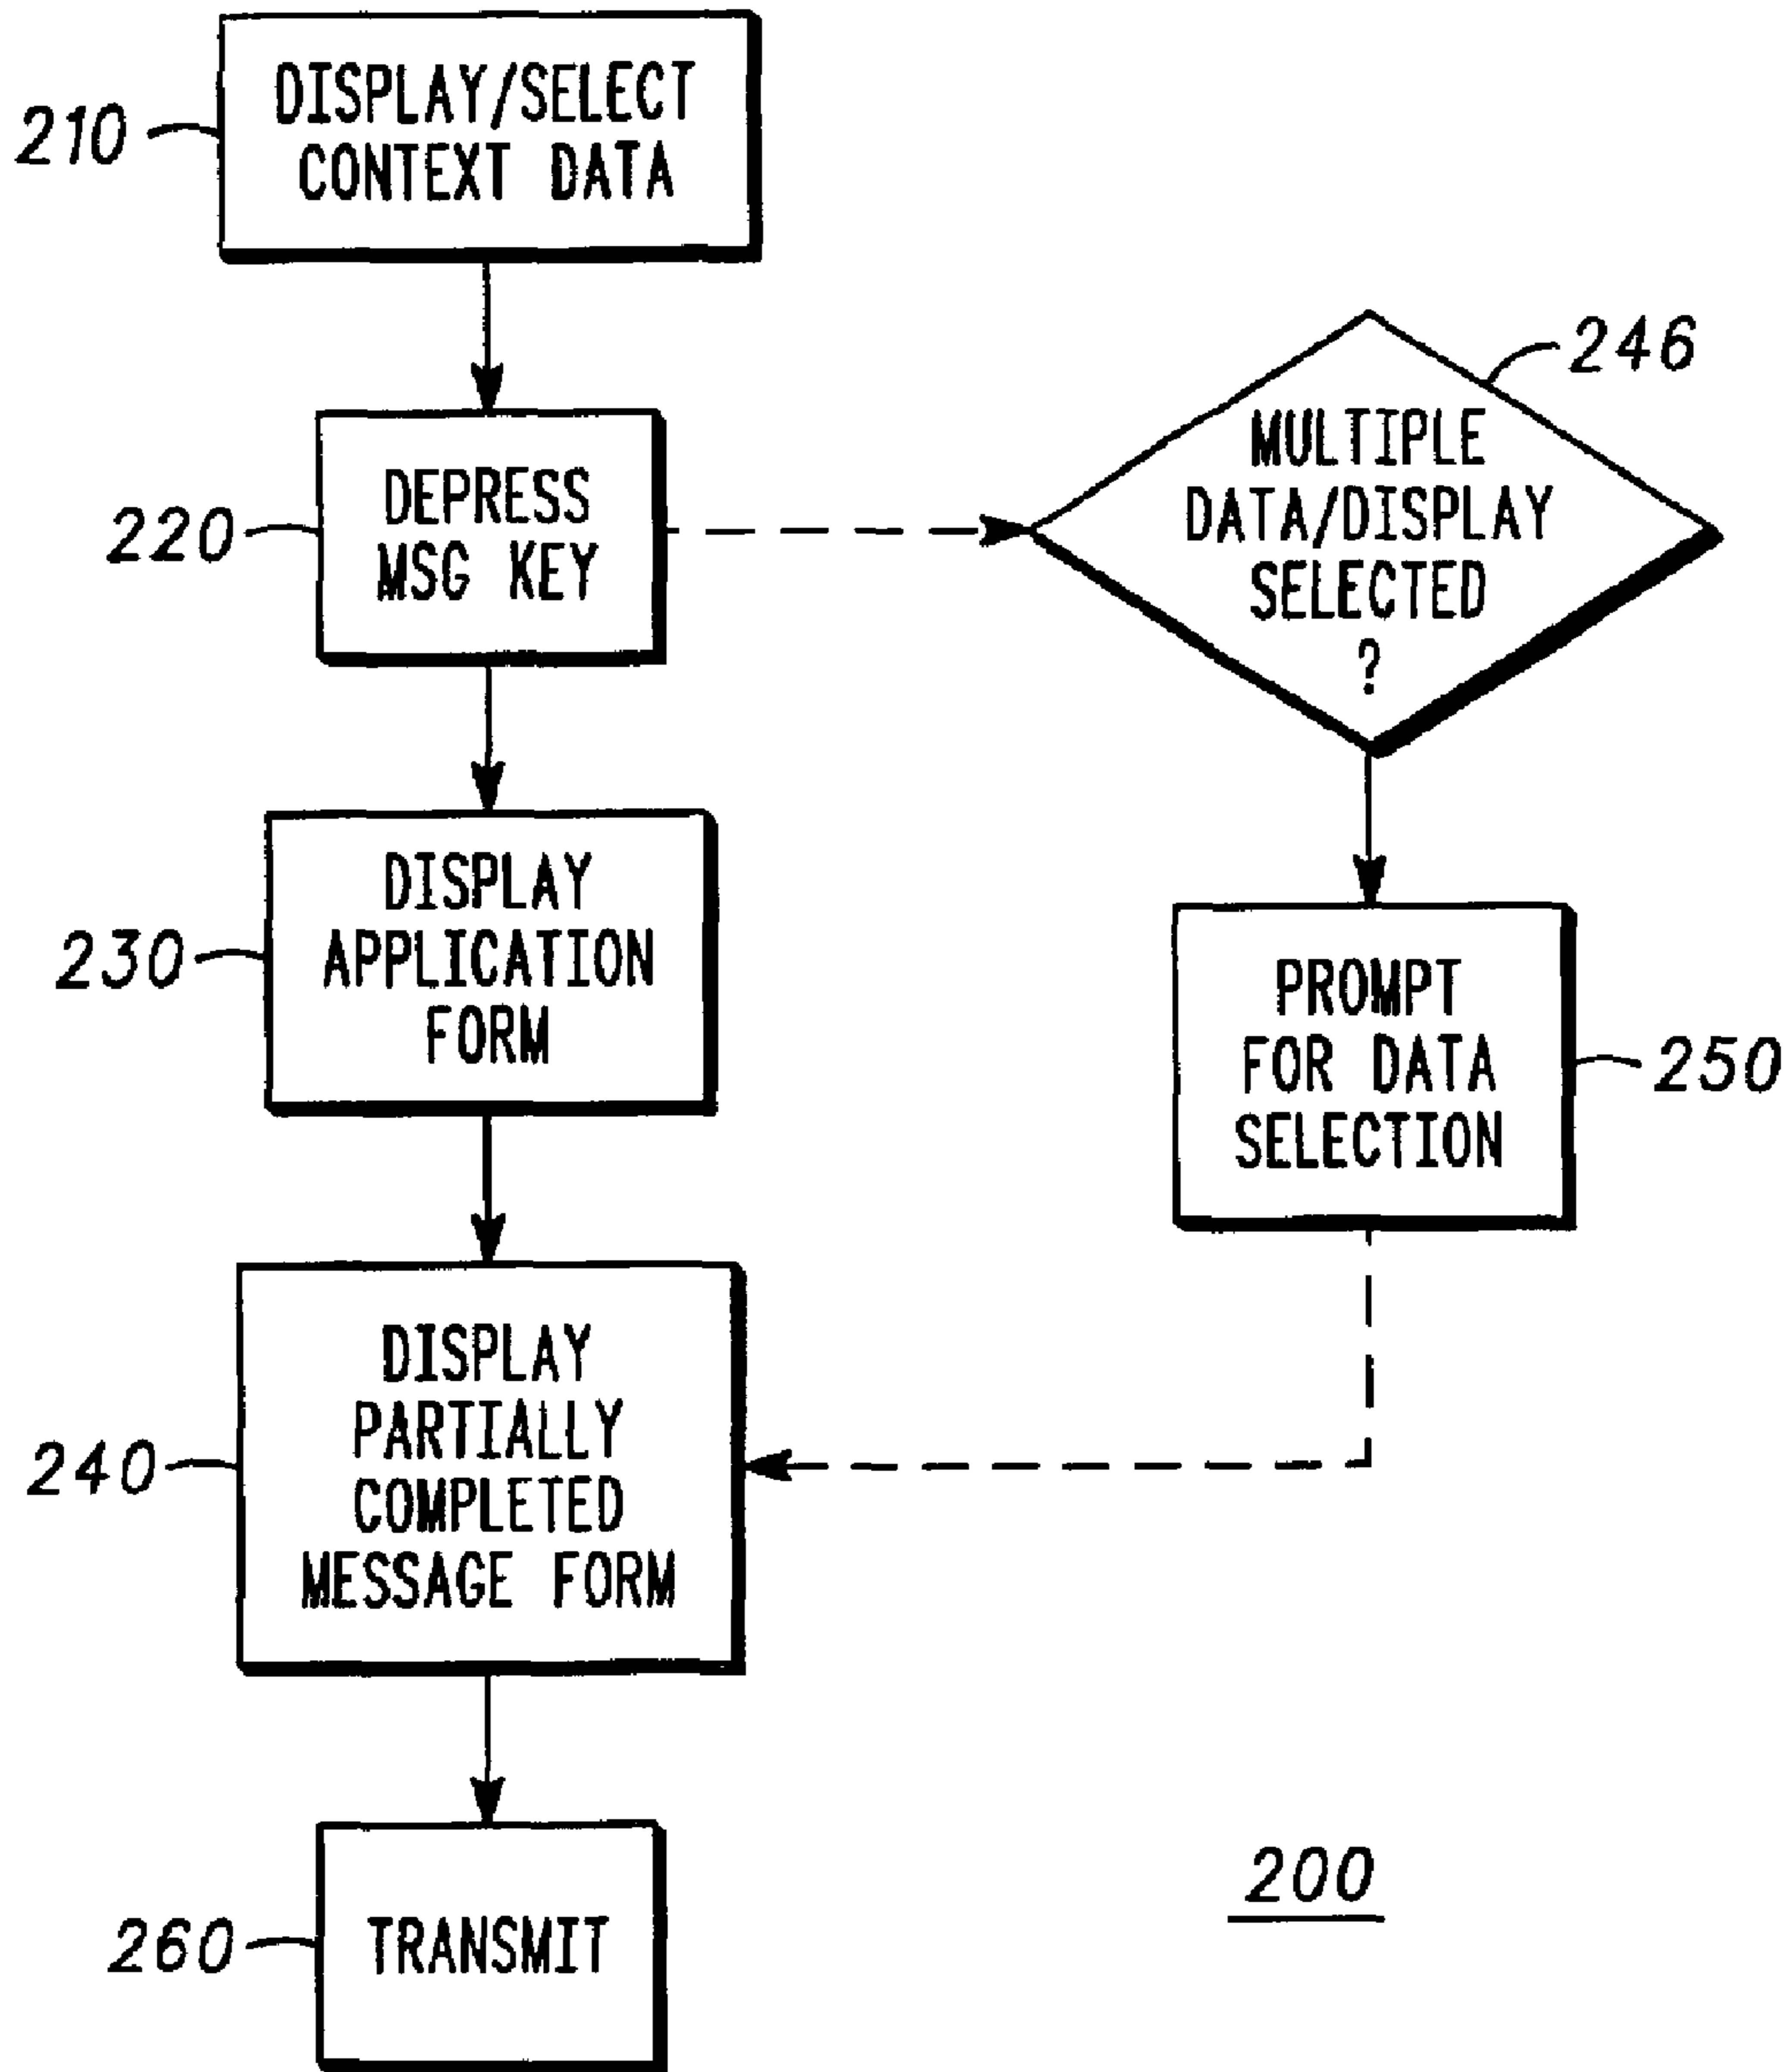 210
DISPLAY/SELECT
CONTEXT DATA
246
MULTIPLE
DATA/DISPLAY
SELECTED
?
220
DEPRESS
MSG KEY
230
DISPLAY
APPLICATION
FORM
PROMPT
FOR DATA
SELECTION
250
240
DISPLAY
PARTIALLY
COMPLETED
MESSAGE FORM
260
TRANSMIT
200